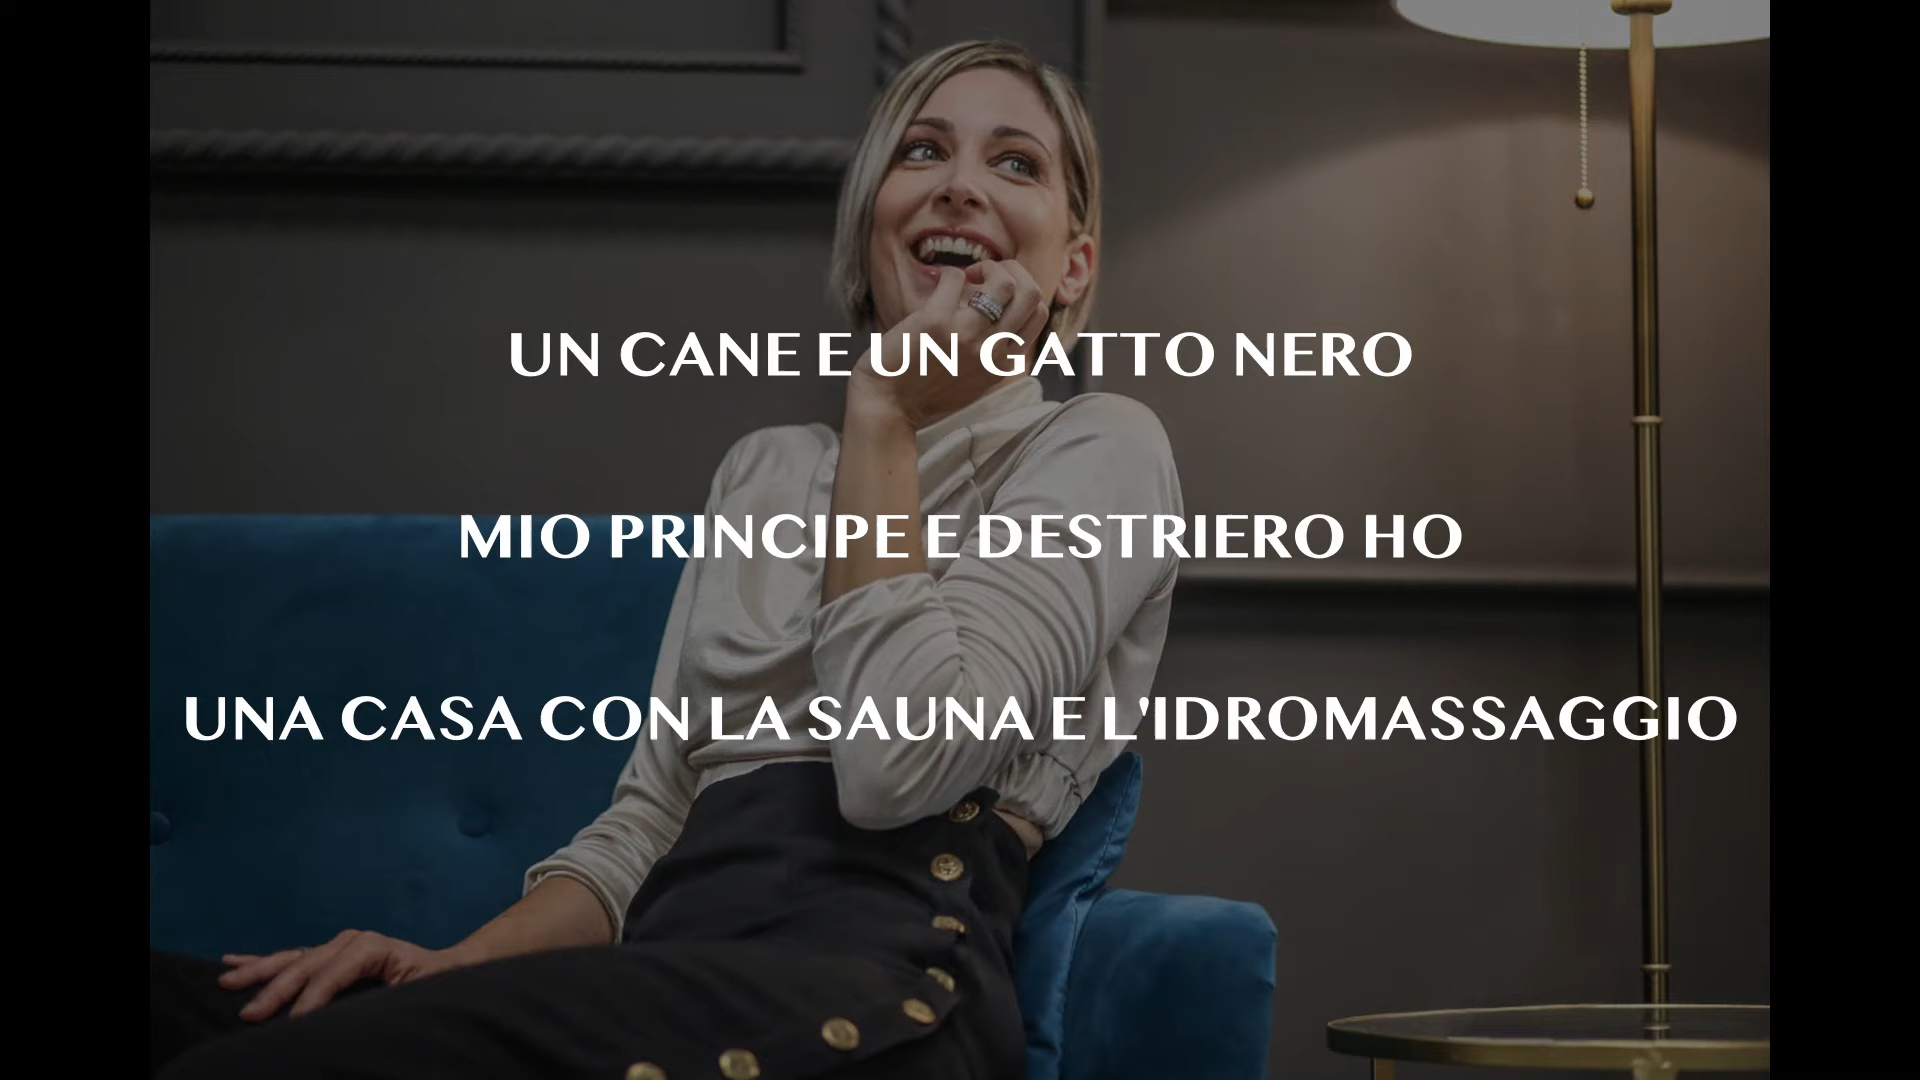 UN CANE E UN GATTO NERO
MIO PRINCIPE E DESTRIERO HO
UNA CASA CON LA SAUNA E L'IDROMASSAGGIO